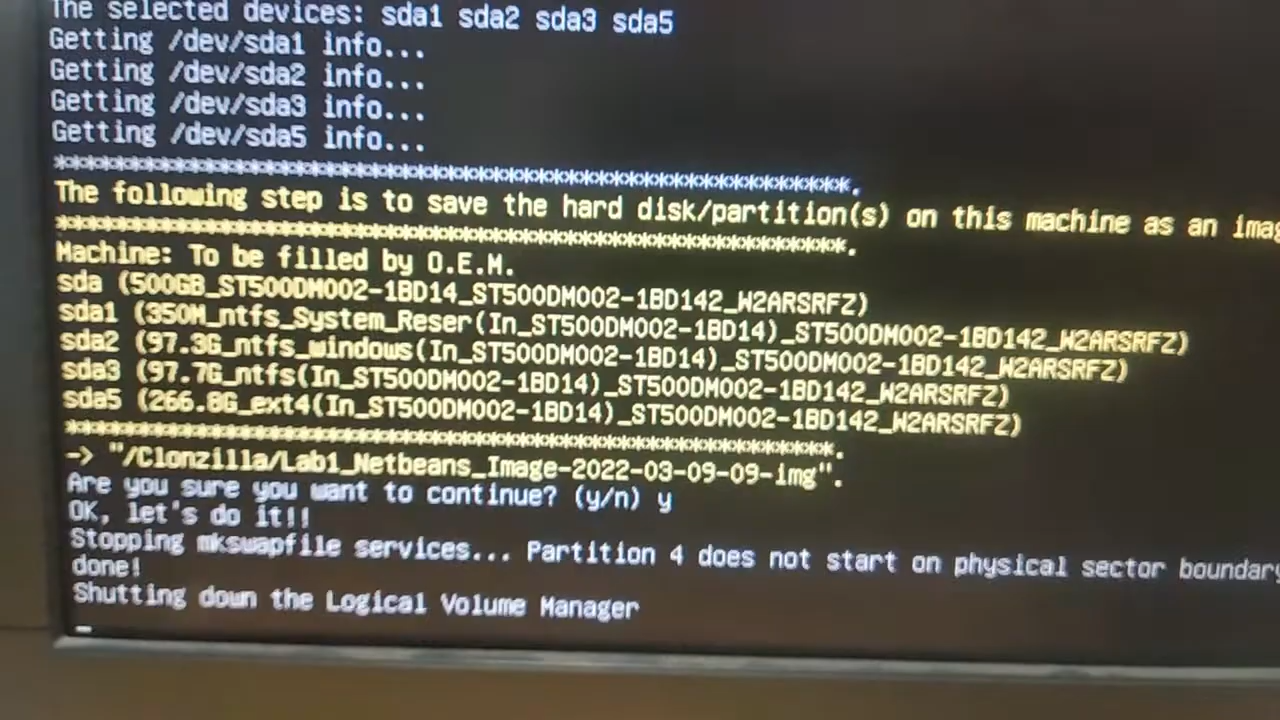 The selected devices: sda1 sda2 sda3 sda5
Getting /dev/sda1 info...
Getting /dev/sda2 info...
Getting /dev/sda3 info...
Getting /dev/sda5 info...
*************************************************************.
The following step is to save the hard disk/partition(s) on this machine as an imag
*************************************************************.
Machine: To be filled by O.E.M.
sda (500GB_ST500DM002-1BD14_ST500DM002-1BD142_W2ARSRFZ)
sda1 (350M_ntfs_System_Reser(In_ST500DM002-1BD14)_ST500DM002-1BD142_W2ARSRFZ)
sda2 (97.3G_ntfs_windows(In_ST500DM002-1BD14)_ST500DM002-1BD142_W2ARSRFZ)
sda3 (97.7G_ntfs(In_ST500DM002-1BD14)_ST500DM002-1BD142_W2ARSRFZ)
sda5 (266.8G_ext4(In_ST500DM002-1BD14)_ST500DM002-1BD142_W2ARSRFZ)
*************************************************************.
-> "/Clonzilla/Lab1_Netbeans_Image-2022-03-09-09-img".
Are you sure you want to continue? (y/n) y
OK, let's do it!!
Stopping mkswapfile services... Partition 4 does not start on physical sector boundary
done!
Shutting down the Logical Volume Manager